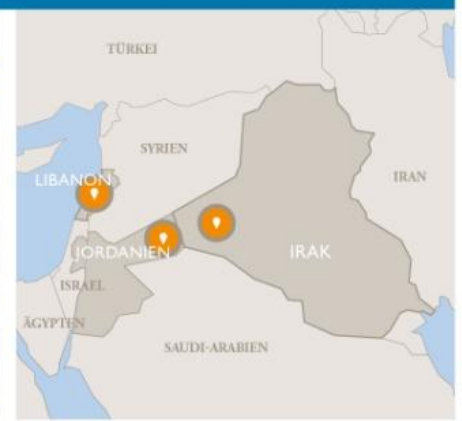 TÜRKEI
SYRIEN
LIBANON
IRAN
JORDANIEN
IRAK
ISRAEL
ÄGYPTEN
SAUDI-ARABIEN